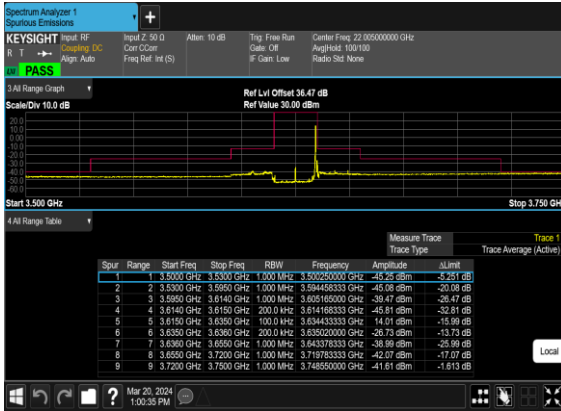 Spectrum Analyzer 1
Spurious Emissions
KEYSIGHT Input: RF Input Z: 50 Ω Atten: 10 dB Trig: Free Run Center Freq: 22.005000000 GHz
R T Coupling: DC Corr CCorr Gate: Off Avg|Hold: 100/100
Align: Auto Freq Ref: Int (S) IF Gain: Low Radio Std: None
PASS
3 All Range Graph
Ref Lvl Offset 36.47 dB
Scale/Div 10.0 dB Ref Value 30.00 dBm
20.0
10.0
0.00
-10.0
-20.0
-30.0
-40.0
-50.0
-60.0
Start 3.500 GHz Stop 3.750 GH
4 All Range Table
Measure Trace Trace 1
Trace Type Trace Average (Active)
Spur Range Start Freq Stop Freq RBW Frequency Amplitude ΔLimit
1 1 3.5000 GHz 3.5300 GHz 1.000 MHz 3.500250000 GHz -45.25 dBm -5.251 dB
2 2 3.5300 GHz 3.5950 GHz 1.000 MHz 3.594458333 GHz -45.08 dBm -20.08 dB
3 3 3.5950 GHz 3.6140 GHz 1.000 MHz 3.605165000 GHz -39.47 dBm -26.47 dB
4 4 3.6140 GHz 3.6150 GHz 200.0 kHz 3.614168333 GHz -45.81 dBm -32.81 dB
5 5 3.6150 GHz 3.6350 GHz 100.0 kHz 3.634433333 GHz 14.01 dBm -15.99 dB
6 6 3.6350 GHz 3.6360 GHz 200.0 kHz 3.635020000 GHz -26.73 dBm -13.73 dB
7 7 3.6360 GHz 3.6550 GHz 1.000 MHz 3.643378333 GHz -38.99 dBm -25.99 dB
8 8 3.6550 GHz 3.7200 GHz 1.000 MHz 3.719783333 GHz -42.07 dBm -17.07 dB
9 9 3.7200 GHz 3.7500 GHz 1.000 MHz 3.748550000 GHz -41.61 dBm -1.613 dB
Local
? Mar 20, 2024
1:00:35 PM